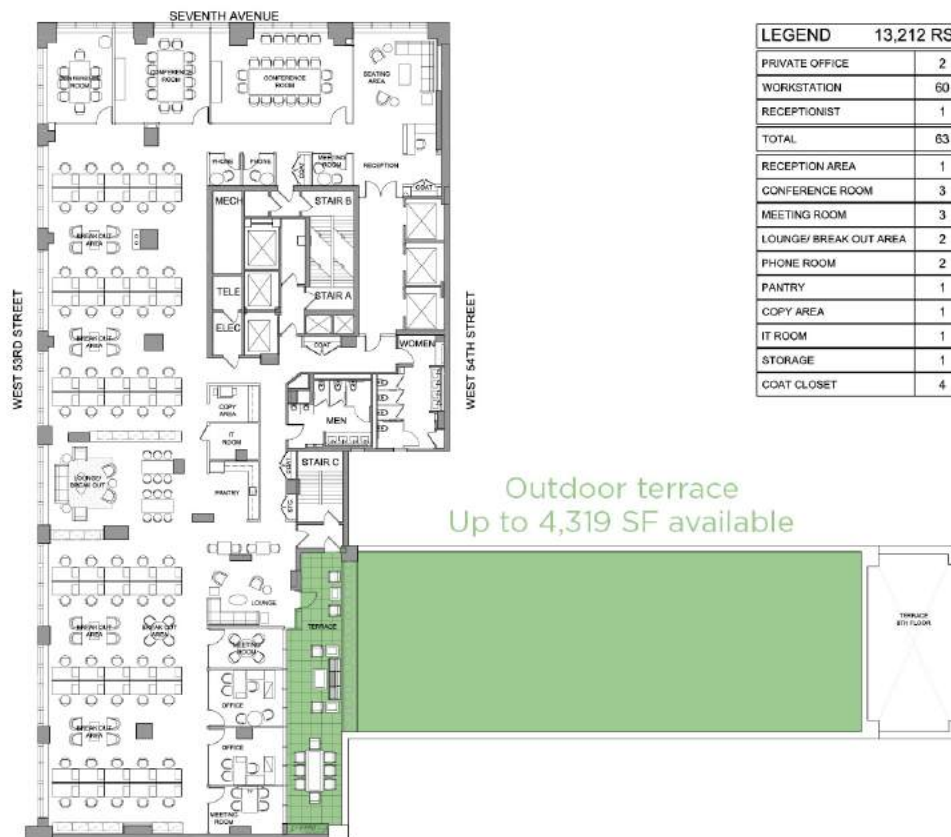 SEVENTH AVENUE
LEGEND 13,212 RS
PRIVATE OFFICE 2
WORKSTATION 60
RECEPTIONIST 1
TOTAL 63
RECEPTION AREA 1
CONFERENCE ROOM 3
MEETING ROOM 3
LOUNGE/ BREAK OUT AREA 2
PHONE ROOM 2
PANTRY 1
COPY AREA 1
IT ROOM 1
STORAGE 1
COAT CLOSET 4
CONFERENCE
ROOM
CONFERENCE
ROOM
CONFERENCE
ROOM
SEATING
AREA
PHONE
PHONE
COAT
MEETING
ROOM
RECEPTION
COAT
MECH
STAIR B
BREAK OUT
AREA
TELE
STAIR A
ELEC
BREAK OUT
AREA
COAT
WOMEN
WEST 53RD STREET
WEST 54TH STREET
COPY
AREA
MEN
IT
ROOM
STAIR C
COAT
LOUNGE/
BREAK OUT
PANTRY
STG.
Outdoor terrace
Up to 4,319 SF available
LOUNGE
TERRACE
BREAK OUT
AREA
BREAK OUT
AREA
TERRACE
8TH FLOOR
MEETING
ROOM
OFFICE
BREAK OUT
AREA
OFFICE
MEETING
ROOM